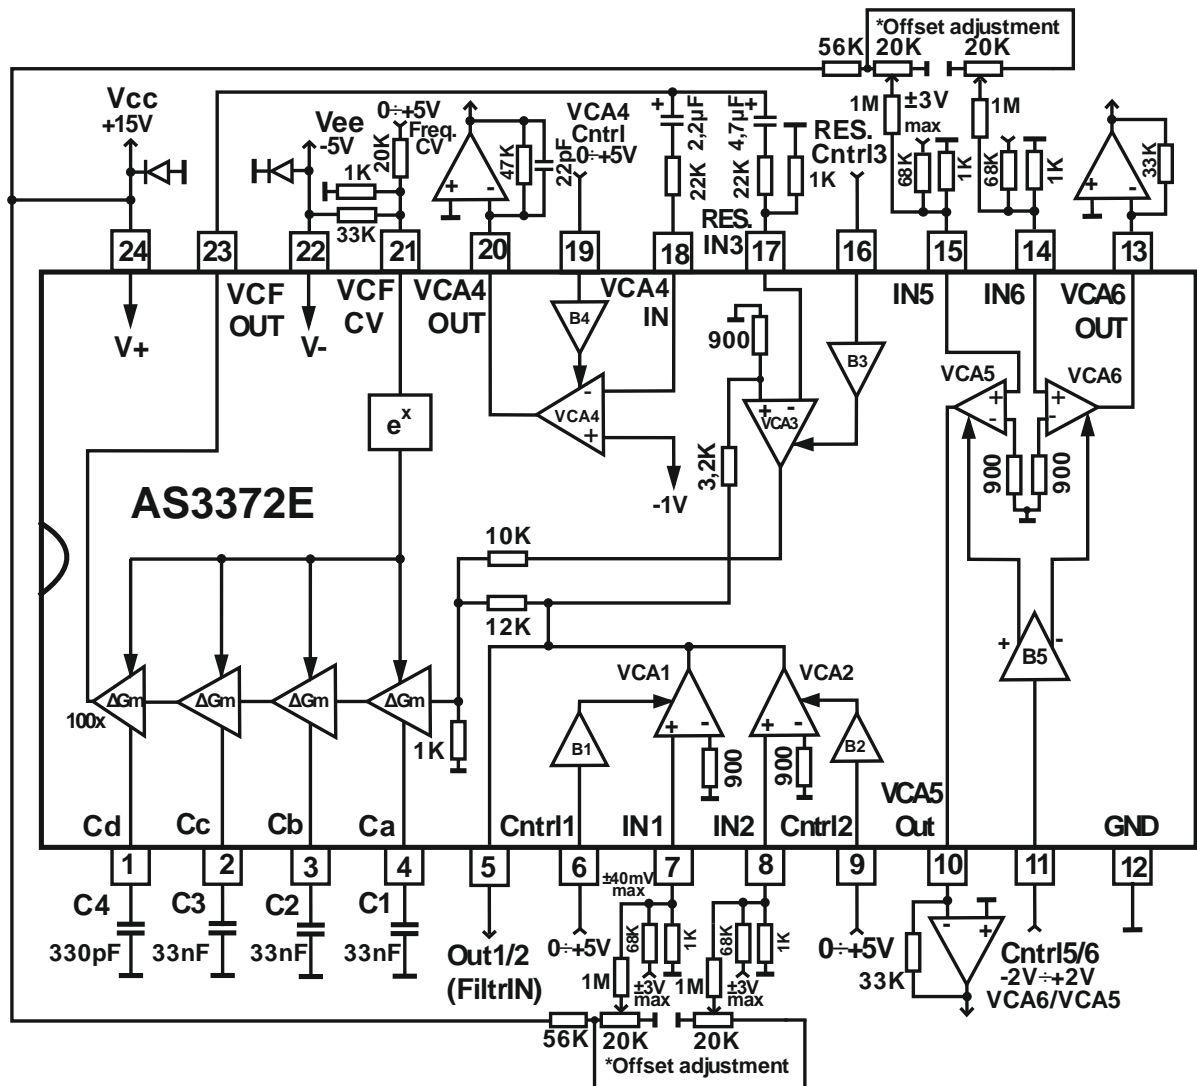 *Offset adjustment
56K 20K 20K
Vcc
+15V
Vee
-5V
0÷+5V
Freq.
CV
20K
1K
33K
47K
22pF
VCA4
Cntrl
0÷+5V
+
2,2µF
22K
4,7µF
+
22K
1K
RES.
IN3
RES.
Cntrl3
1M
±3V
max
68K
1K
1M
68K
1K
33K
+ -
+ -
24 23 22 21 20 19 18 17 16 15 14 13
V+
VCF
OUT
V-
VCF
CV
VCA4
OUT
B4
VCA4
IN
900
B3
IN5
IN6
VCA6
OUT
VCA5
VCA6
e^x
-
VCA4
+
+ -
VCA3
+
-
+
-
3,2K
-1V
900
900
AS3372E
10K
12K
+ -
B5
ΔGm ΔGm ΔGm ΔGm
100x
1K
VCA1
VCA2
+ -
+ -
B1
B2
900
900
Cd Cc Cb Ca
Cntrl1 IN1 IN2 Cntrl2
VCA5
Out
GND
1 2 3 4 5 6 7 8 9 10 11 12
C4
330pF
C3
33nF
C2
33nF
C1
33nF
Out1/2
(FiltrIN)
0÷+5V
±40mV
max
68K
1K
1M
±3V
max
68K
1K
1M
±3V
max
0÷+5V
33K
- +
Cntrl5/6
-2V÷+2V
VCA6/VCA5
56K 20K 20K
*Offset adjustment